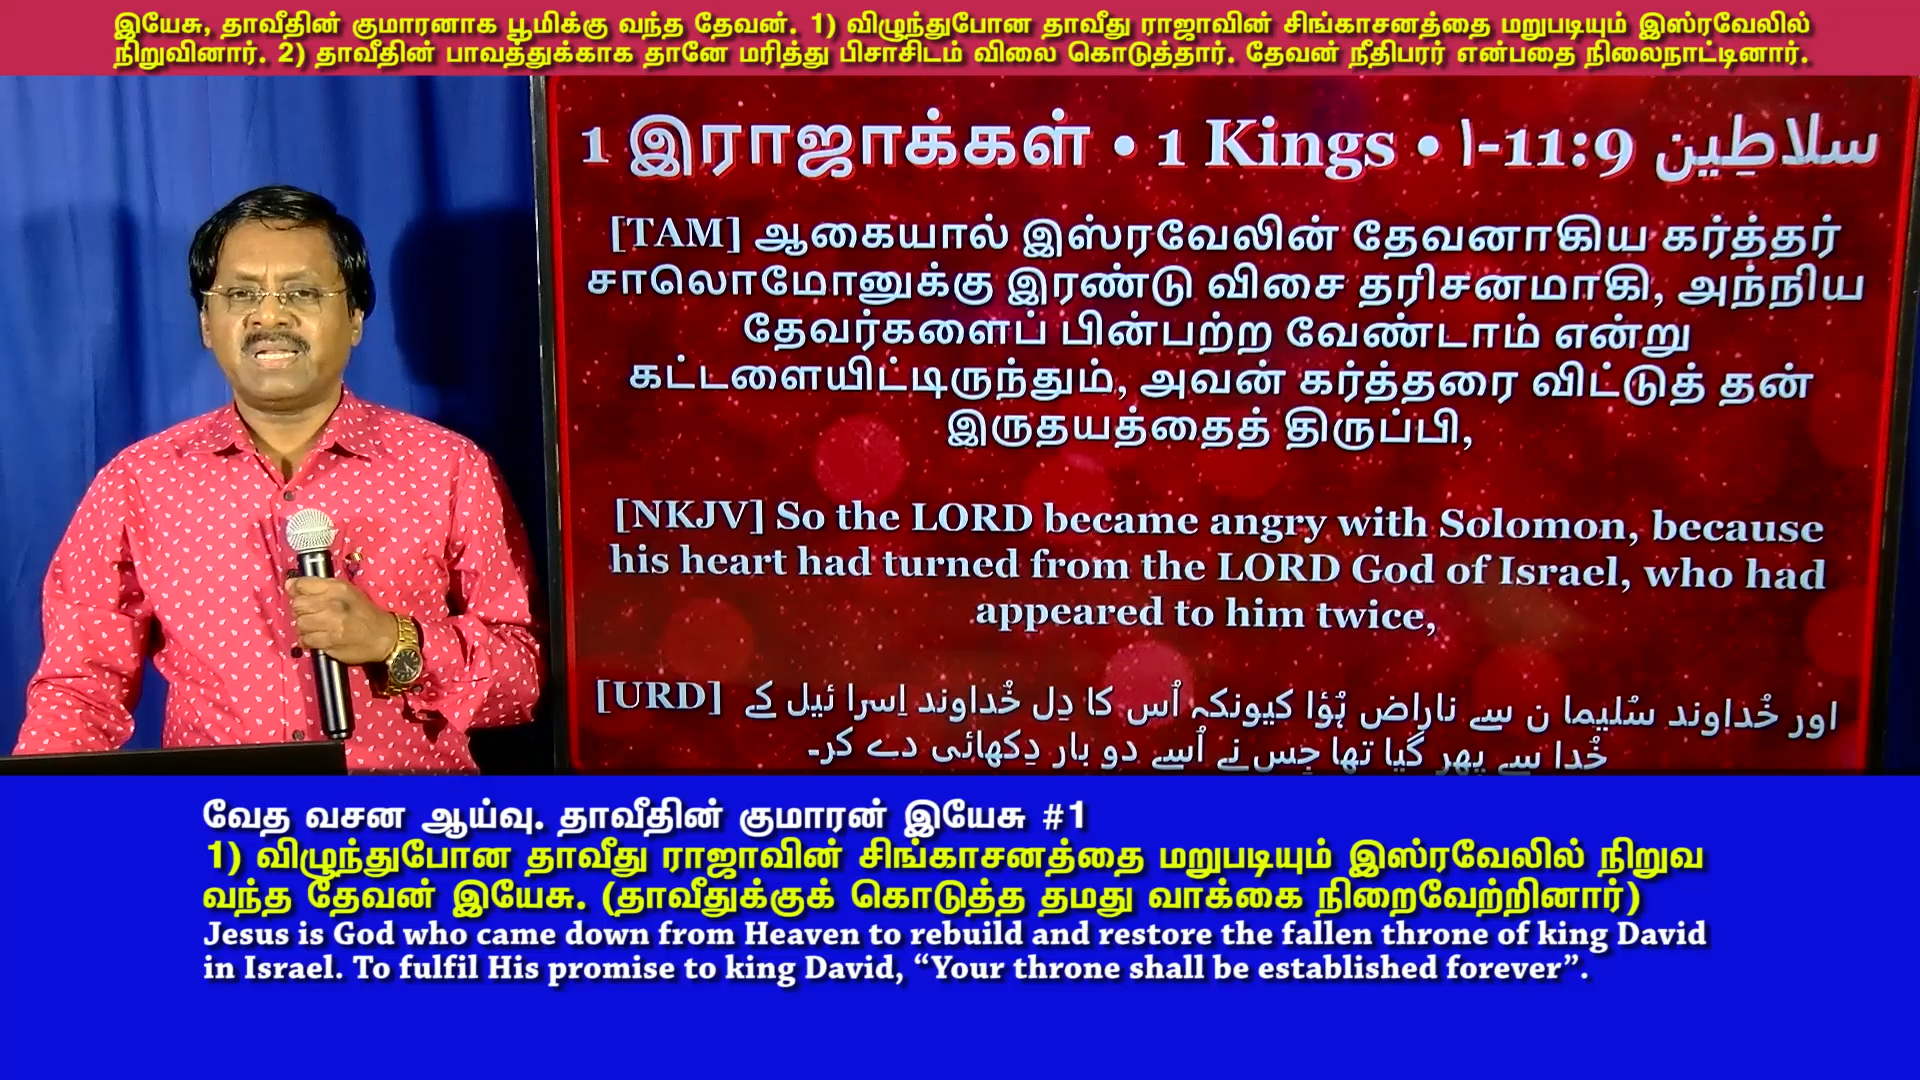 இயேசு, தாவீதின் குமாரனாக பூமிக்கு வந்த தேவன். 1) விழுந்துபோன தாவீது ராஜாவின் சிங்காசனத்தை மறுபடியும் இஸ்ரவேலில்
நிறுவினார். 2) தாவீதின் பாவத்துக்காக தானே மரித்து பிசாசிடம் விலை கொடுத்தார். தேவன் நீதிபரர் என்பதை நிலைநாட்டினார்.
1 இராஜாக்கள் • 1 Kings • ۱-سلاطِین 11:9
[TAM] ஆகையால் இஸ்ரவேலின் தேவனாகிய கர்த்தர்
சாலொமோனுக்கு இரண்டு விசை தரிசனமாகி, அந்நிய
தேவர்களைப் பின்பற்ற வேண்டாம் என்று
கட்டளையிட்டிருந்தும், அவன் கர்த்தரை விட்டுத் தன்
இருதயத்தைத் திருப்பி,
[NKJV] So the LORD became angry with Solomon, because
his heart had turned from the LORD God of Israel, who had
appeared to him twice,
[URD] اور خُداوند سُلیما ن سے ناراض ہُؤا کیونکہ اُس کا دِل خُداوند اِسرا ئیل کے
خُدا سے پھر گیا تھا جِس نے اُسے دو بار دِکھائی دے کر۔
வேத வசன ஆய்வு. தாவீதின் குமாரன் இயேசு #1
1) விழுந்துபோன தாவீது ராஜாவின் சிங்காசனத்தை மறுபடியும் இஸ்ரவேலில் நிறுவ
வந்த தேவன் இயேசு. (தாவீதுக்குக் கொடுத்த தமது வாக்கை நிறைவேற்றினார்)
Jesus is God who came down from Heaven to rebuild and restore the fallen throne of king David
in Israel. To fulfil His promise to king David, “Your throne shall be established forever”.